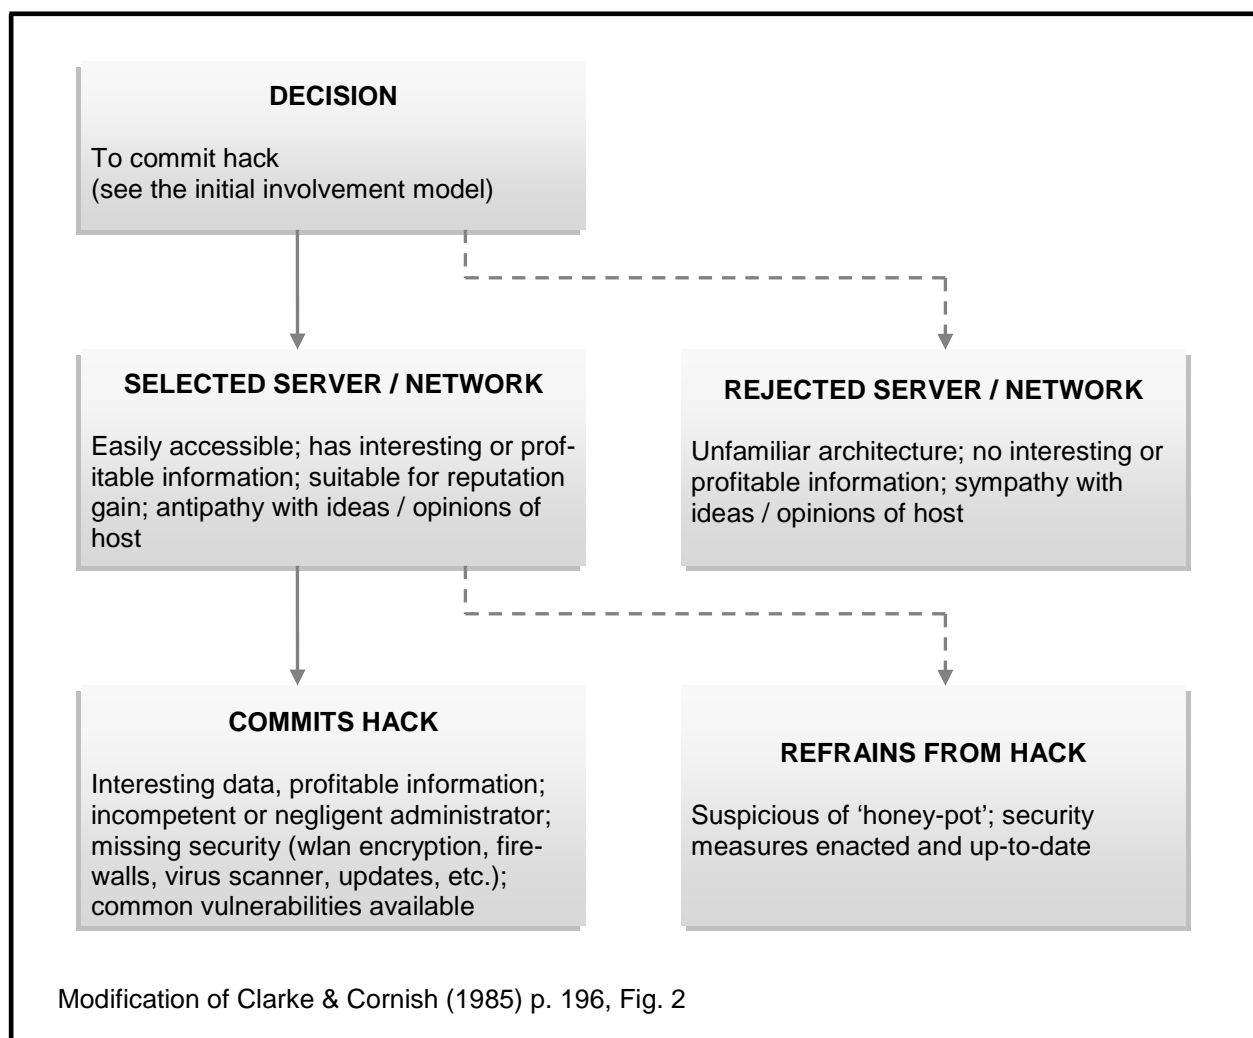 DECISION
To commit hack
(see the initial involvement model)
SELECTED SERVER / NETWORK
Easily accessible; has interesting or prof-
itable information; suitable for reputation
gain; antipathy with ideas / opinions of
host
REJECTED SERVER / NETWORK
Unfamiliar architecture; no interesting or
profitable information; sympathy with
ideas / opinions of host
COMMITS HACK
Interesting data, profitable information;
incompetent or negligent administrator;
missing security (wlan encryption, fire-
walls, virus scanner, updates, etc.);
common vulnerabilities available
REFRAINS FROM HACK
Suspicious of ‘honey-pot’; security
measures enacted and up-to-date
Modification of Clarke & Cornish (1985) p. 196, Fig. 2